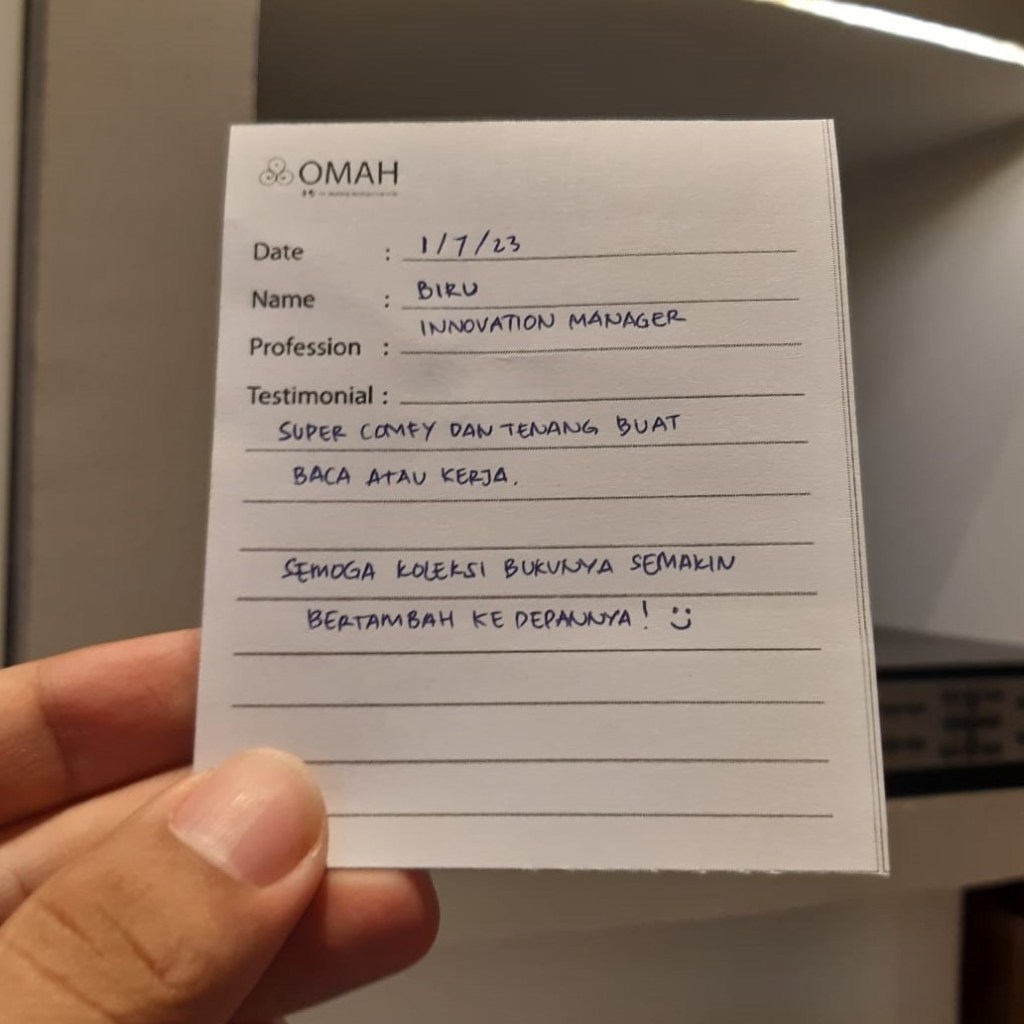 OMAH
Date : 1/7/23
Name : BIRU
Profession : INNOVATION MANAGER
Testimonial :
SUPER COMFY DAN TENANG BUAT
BACA ATAU KERJA.
SEMOGA KOLEKSI BUKUNYA SEMAKIN
BERTAMBAH KE DEPANNYA! :)